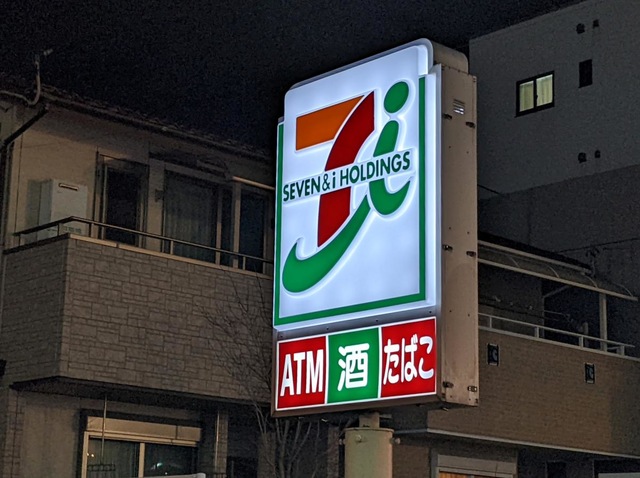 SEVEN&i HOLDINGS
ATM 酒 たばこ